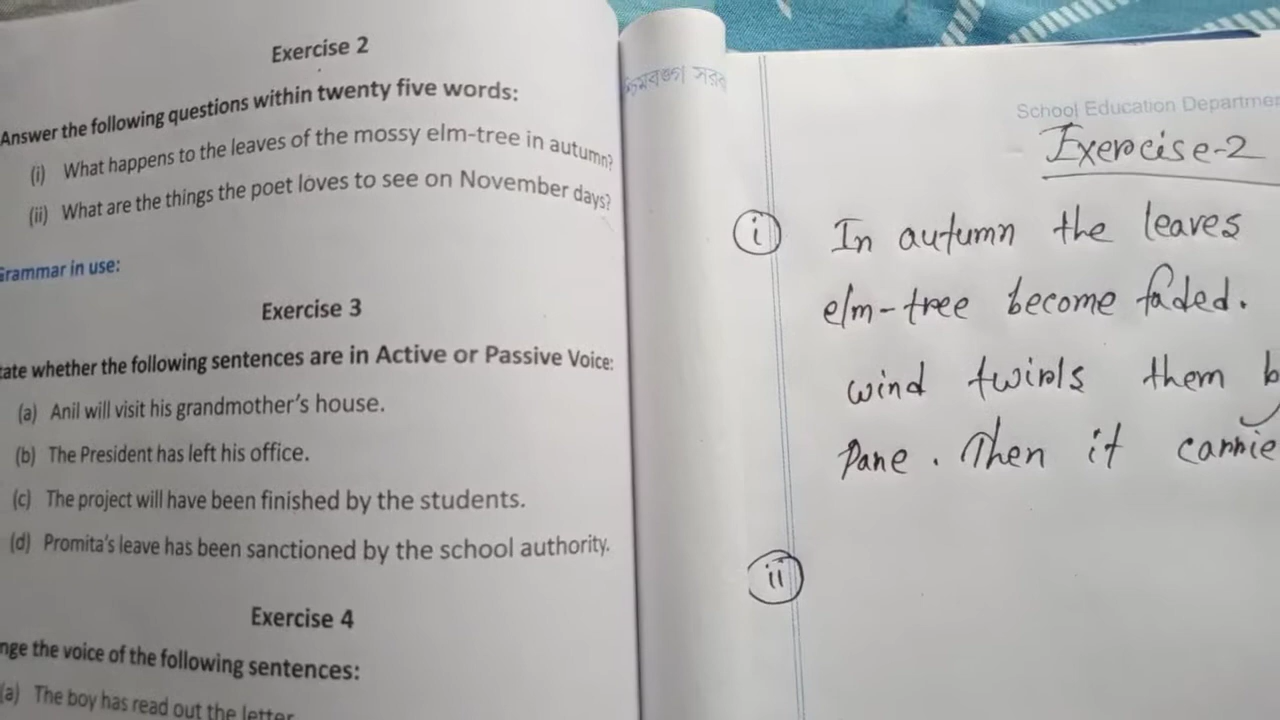 Exercise 2
Answer the following questions within twenty five words:
(i) What happens to the leaves of the mossy elm-tree in autumn?
(ii) What are the things the poet loves to see on November days?
Grammar in use:
Exercise 3
tate whether the following sentences are in Active or Passive Voice:
(a) Anil will visit his grandmother's house.
(b) The President has left his office.
(c) The project will have been finished by the students.
(d) Promita's leave has been sanctioned by the school authority.
Exercise 4
nge the voice of the following sentences:
(a) The boy has read out the letter
School Education Departmen
Exercise-2
i In autumn the leaves
elm-tree become faded.
wind twirls them b
pane. Then it carrie
ii